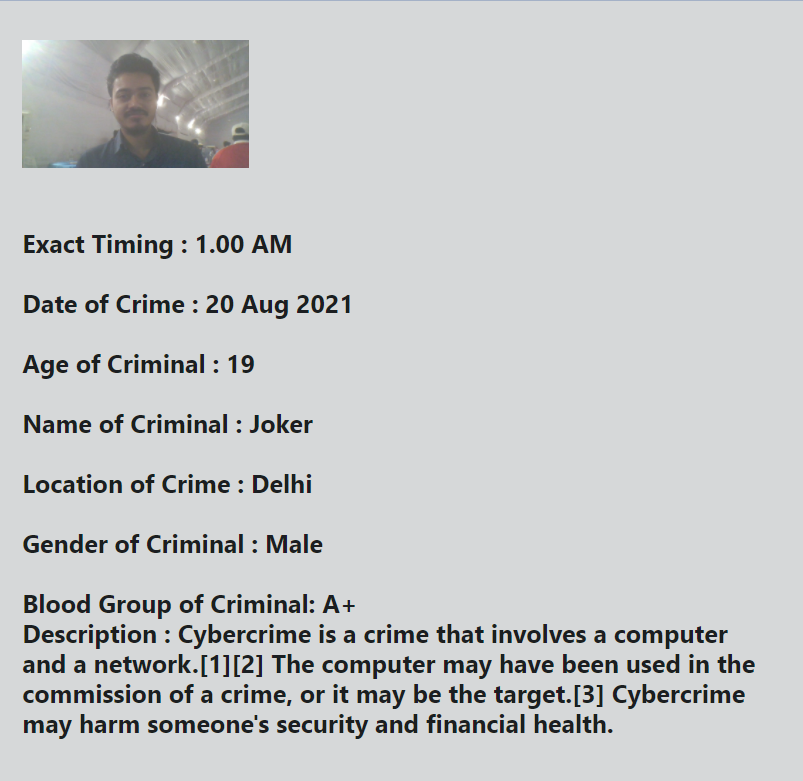 Exact Timing : 1.00 AM
Date of Crime : 20 Aug 2021
Age of Criminal : 19
Name of Criminal : Joker
Location of Crime : Delhi
Gender of Criminal : Male
Blood Group of Criminal: A+
Description : Cybercrime is a crime that involves a computer
and a network.[1][2] The computer may have been used in the
commission of a crime, or it may be the target.[3] Cybercrime
may harm someone's security and financial health.